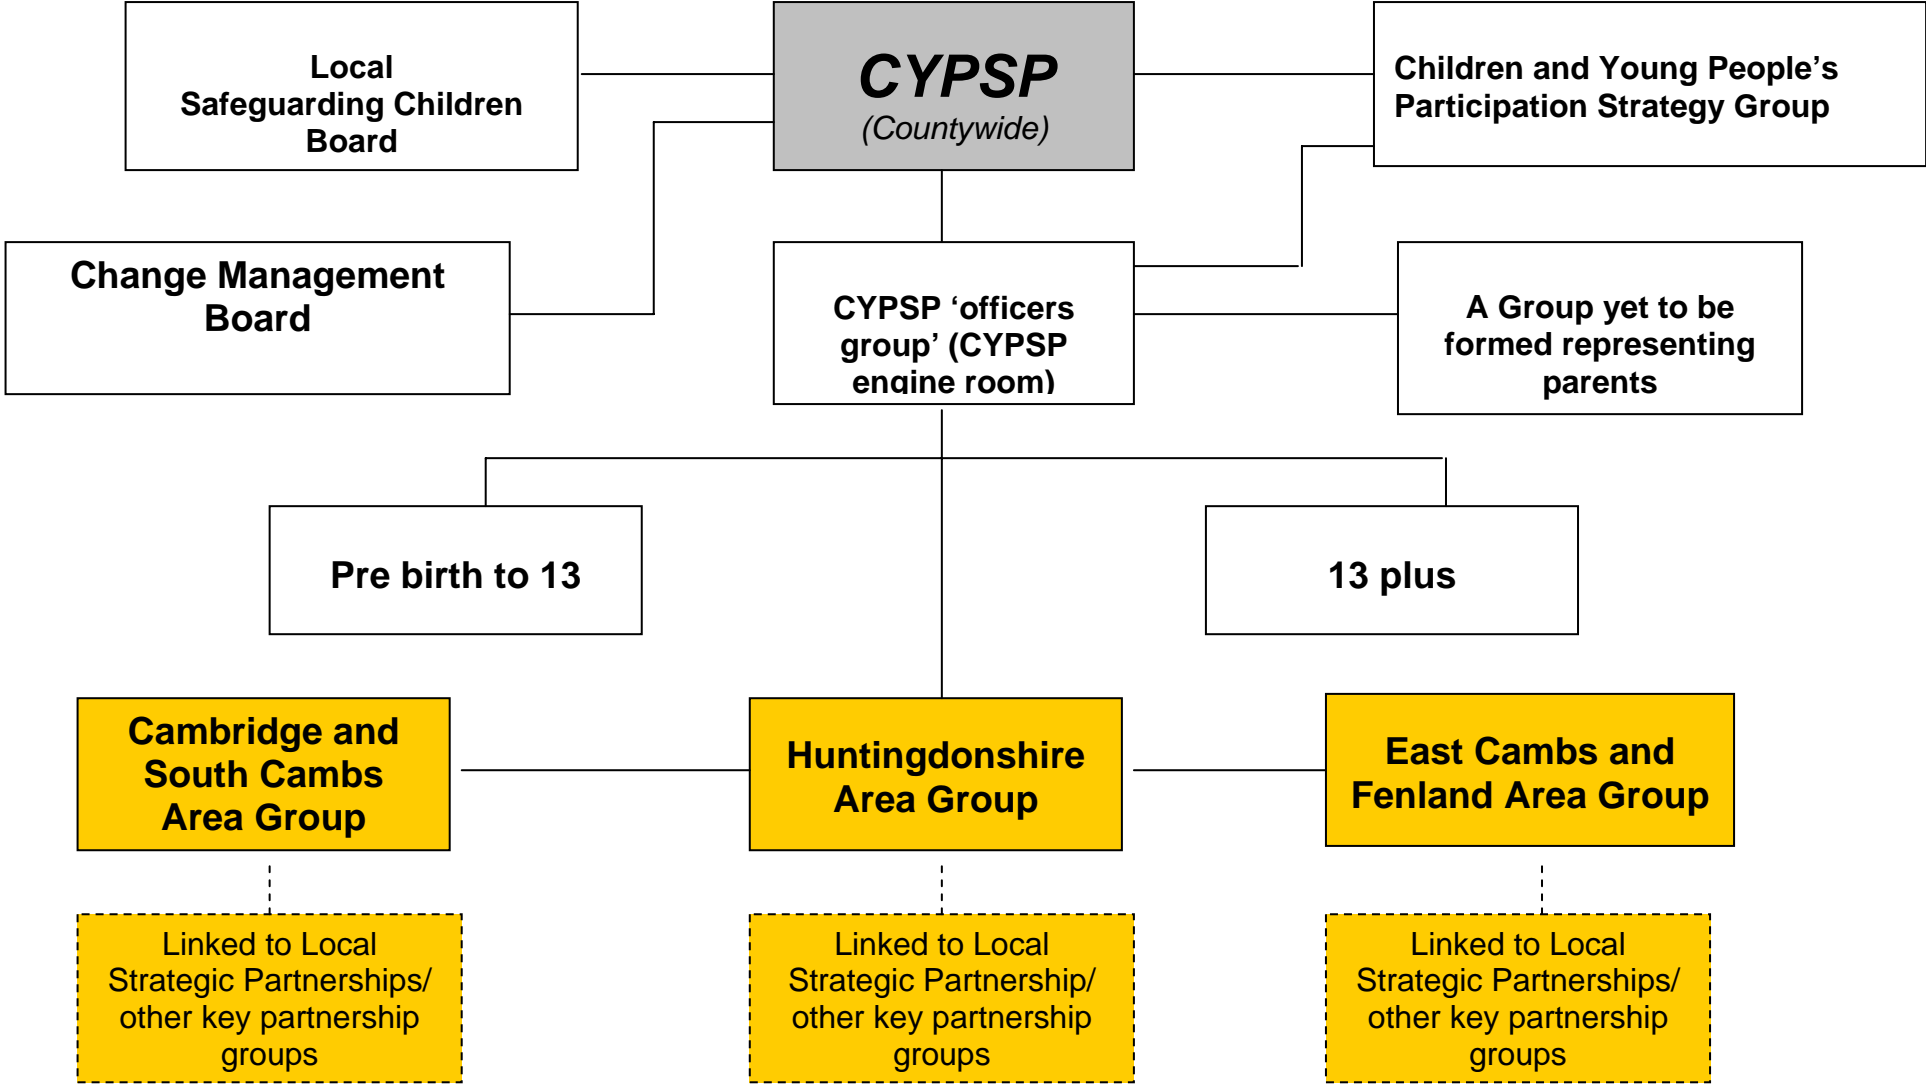 Local
Safeguarding Children
Board
CYPSP
(Countywide)
Children and Young People’s
Participation Strategy Group
Change Management
Board
CYPSP ‘officers
group’ (CYPSP
engine room)
A Group yet to be
formed representing
parents
Pre birth to 13
13 plus
Cambridge and
South Cambs
Area Group
Huntingdonshire
Area Group
East Cambs and
Fenland Area Group
Linked to Local
Strategic Partnerships/
other key partnership
groups
Linked to Local
Strategic Partnership/
other key partnership
groups
Linked to Local
Strategic Partnerships/
other key partnership
groups